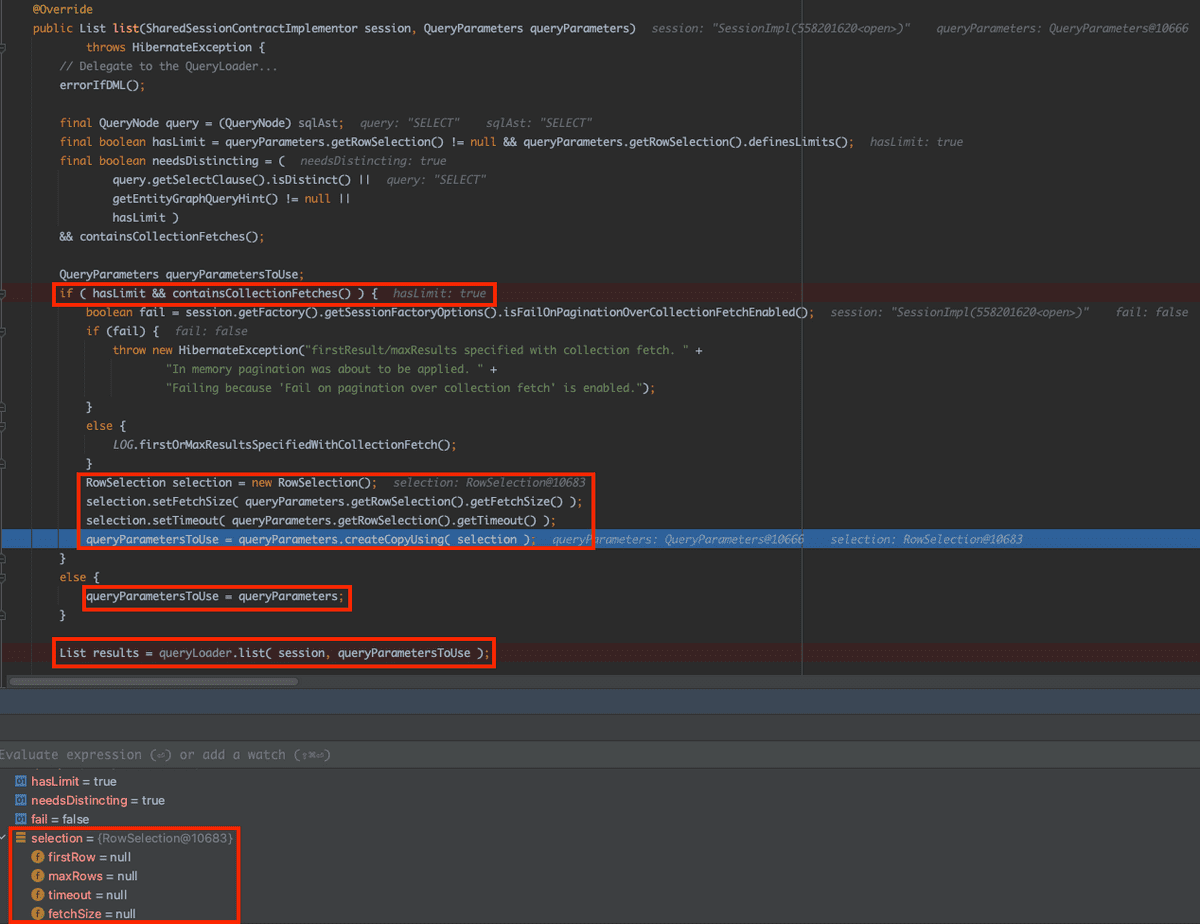 @Override
public List list(SharedSessionContractImplementor session, QueryParameters queryParameters)   session: "SessionImpl(558201620<open>)"    queryParameters: QueryParameters@10666
        throws HibernateException {
    // Delegate to the QueryLoader...
    errorIfDML();
    final QueryNode query = (QueryNode) sqlAst;   query: "SELECT"    sqlAst: "SELECT"
    final boolean hasLimit = queryParameters.getRowSelection() != null && queryParameters.getRowSelection().definesLimits();   hasLimit: true
    final boolean needsDistincting = (   needsDistincting: true
            query.getSelectClause().isDistinct() ||   query: "SELECT"
            getEntityGraphQueryHint() != null ||
            hasLimit )
    && containsCollectionFetches();
    QueryParameters queryParametersToUse;
    if ( hasLimit && containsCollectionFetches() ) {   hasLimit: true
        boolean fail = session.getFactory().getSessionFactoryOptions().isFailOnPaginationOverCollectionFetchEnabled();   session: "SessionImpl(558201620<open>)"    fail: false
        if (fail) {   fail: false
            throw new HibernateException("firstResult/maxResults specified with collection fetch. " +
                    "In memory pagination was about to be applied. " +
                    "Failing because 'Fail on pagination over collection fetch' is enabled.");
        }
        else {
            LOG.firstOrMaxResultsSpecifiedWithCollectionFetch();
        }
        RowSelection selection = new RowSelection();   selection: RowSelection@10683
        selection.setFetchSize( queryParameters.getRowSelection().getFetchSize() );
        selection.setTimeout( queryParameters.getRowSelection().getTimeout() );
        queryParametersToUse = queryParameters.createCopyUsing( selection );   queryParameters: QueryParameters@10666    selection: RowSelection@10683
    }
    else {
        queryParametersToUse = queryParameters;
    }
    List results = queryLoader.list( session, queryParametersToUse );
Evaluate expression (⏎) or add a watch (⇧⌘⏎)
hasLimit = true
needsDistincting = true
fail = false
selection = {RowSelection@10683}
firstRow = null
maxRows = null
timeout = null
fetchSize = null